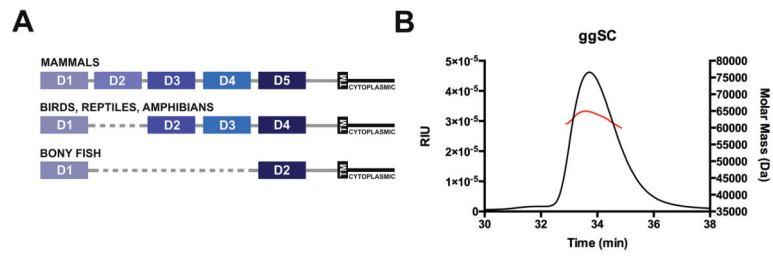 A
MAMMALS
D1 D2 D3 D4 D5 TM CYTOPLASMIC
BIRDS, REPTILES, AMPHIBIANS
D1 D2 D3 D4 TM CYTOPLASMIC
BONY FISH
D1 D2 TM CYTOPLASMIC
B
ggSC
5×10⁻⁵
4×10⁻⁵
3×10⁻⁵
2×10⁻⁵
1×10⁻⁵
0
RIU
80000
75000
70000
65000
60000
55000
50000
45000
40000
35000
Molar Mass (Da)
30 32 34 36 38
Time (min)